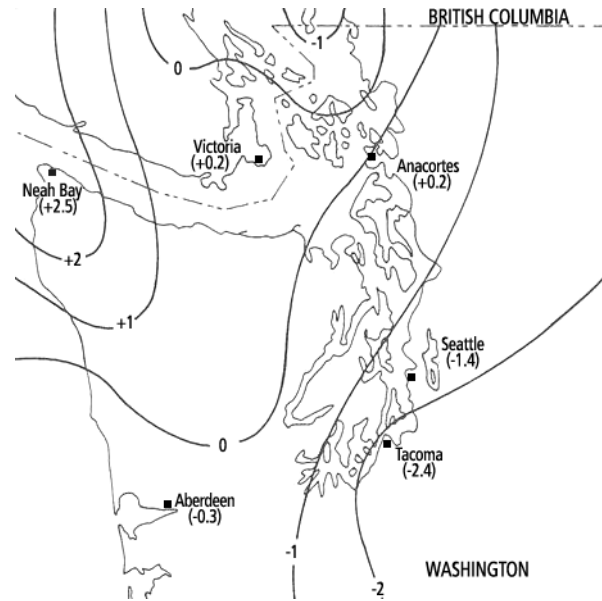 BRITISH COLUMBIA
-1
0
Victoria
(+0.2)
Anacortes
(+0.2)
Neah Bay
(+2.5)
+2
+1
Seattle
(-1.4)
0
Tacoma
(-2.4)
Aberdeen
(-0.3)
-1
WASHINGTON
-2